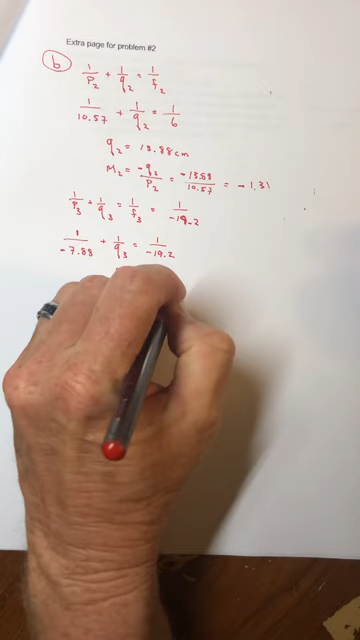 Extra page for problem #2
b
1/P₂ + 1/q₂ = 1/f₂
1/10.57 + 1/q₂ = 1/6
q₂ = 13.88cm
M₂ = -q₂/P₂ = -13.88/10.57 = -1.31
1/P₃ + 1/q₃ = 1/f₃ = 1/-19.2
1/-7.88 + 1/q₃ = 1/-19.2